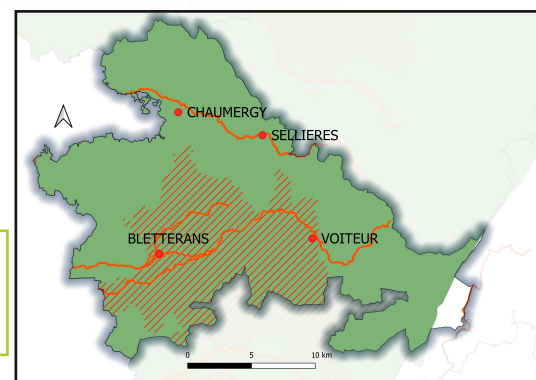 CHAUMERGY
SELLIERES
BLETTERANS
VOITEUR
0 5 10 km